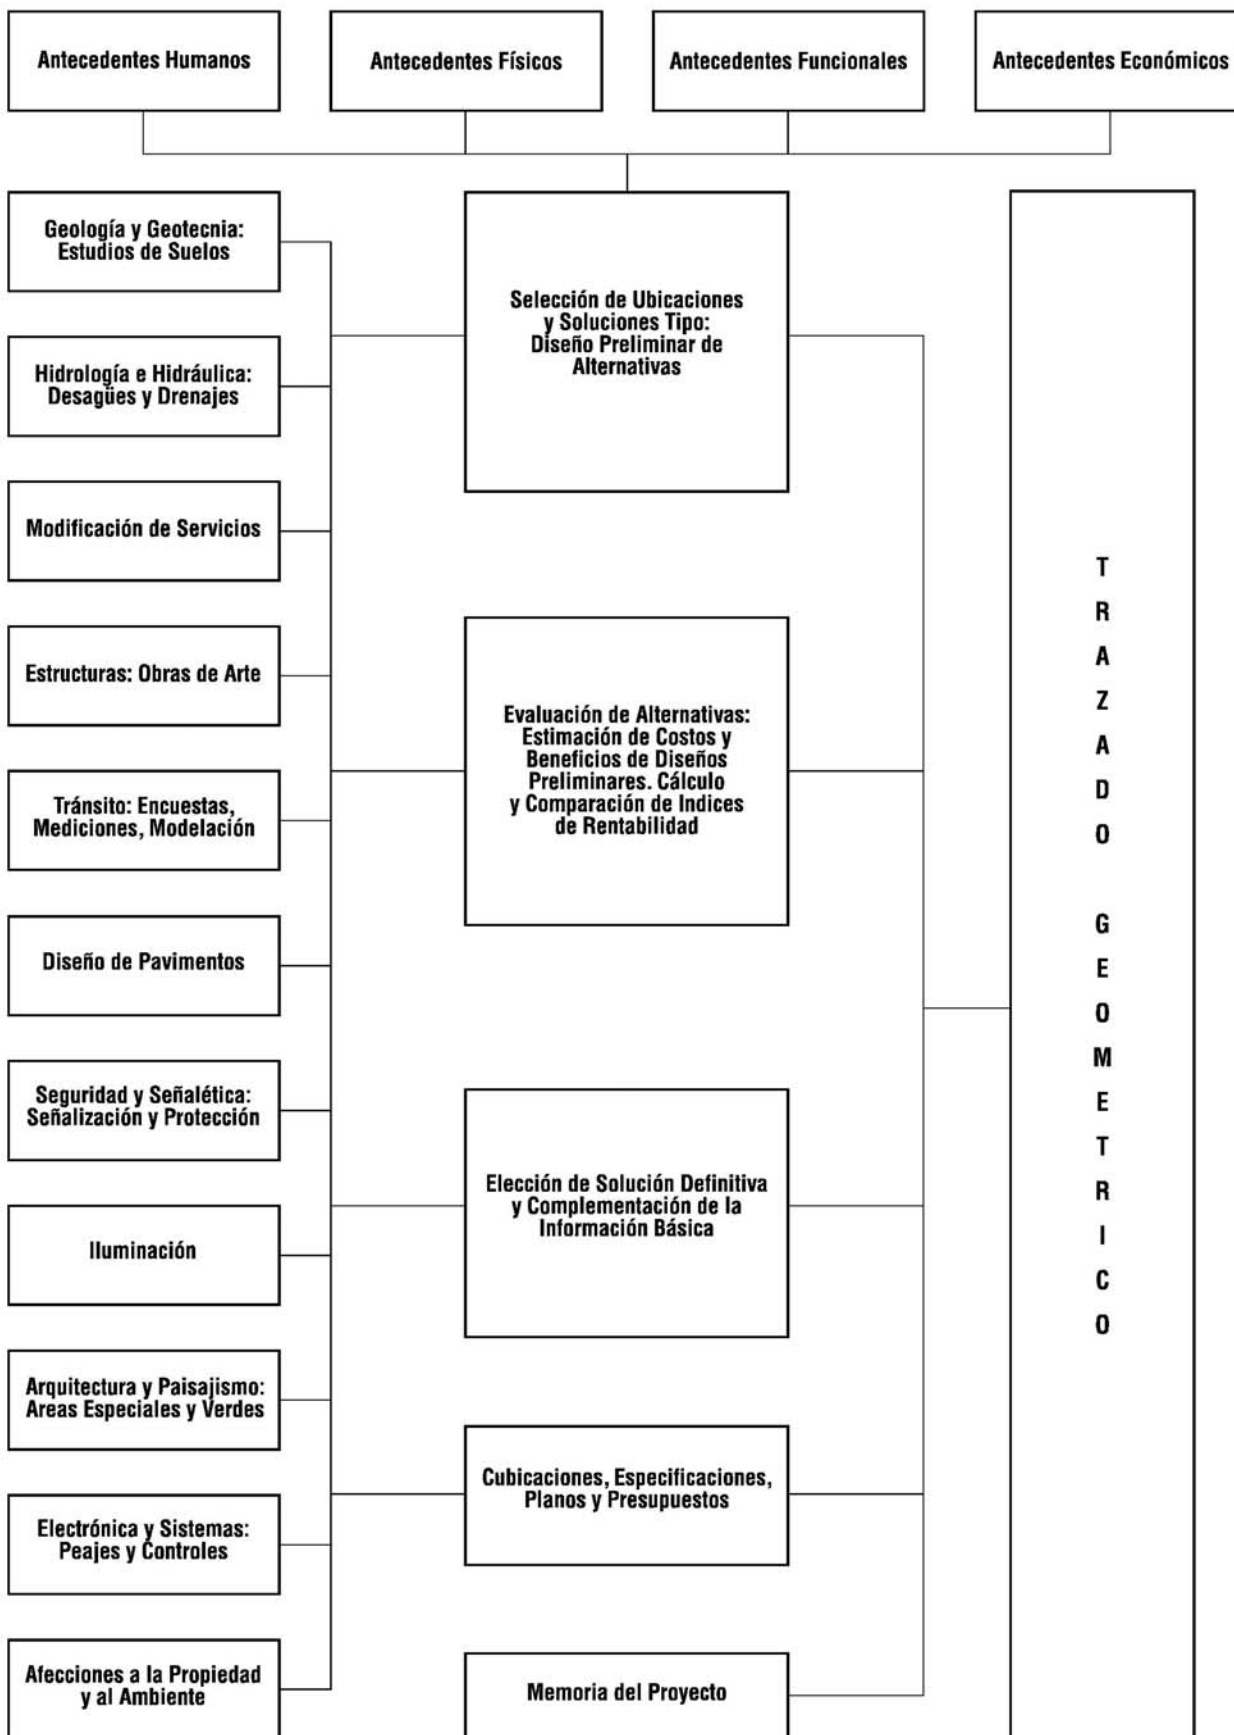 Antecedentes Humanos
Antecedentes Físicos
Antecedentes Funcionales
Antecedentes Económicos
Geología y Geotecnia:
Estudios de Suelos
Hidrología e Hidráulica:
Desagües y Drenajes
Modificación de Servicios
Estructuras: Obras de Arte
Tránsito: Encuestas,
Mediciones, Modelación
Diseño de Pavimentos
Seguridad y Señalética:
Señalización y Protección
Iluminación
Arquitectura y Paisajismo:
Areas Especiales y Verdes
Electrónica y Sistemas:
Peajes y Controles
Afecciones a la Propiedad
y al Ambiente
Selección de Ubicaciones
y Soluciones Tipo:
Diseño Preliminar de
Alternativas
Evaluación de Alternativas:
Estimación de Costos y
Beneficios de Diseños
Preliminares. Cálculo
y Comparación de Indices
de Rentabilidad
Elección de Solución Definitiva
y Complementación de la
Información Básica
Cubicaciones, Especificaciones,
Planos y Presupuestos
Memoria del Proyecto
TRAZADO GEOMETRICO